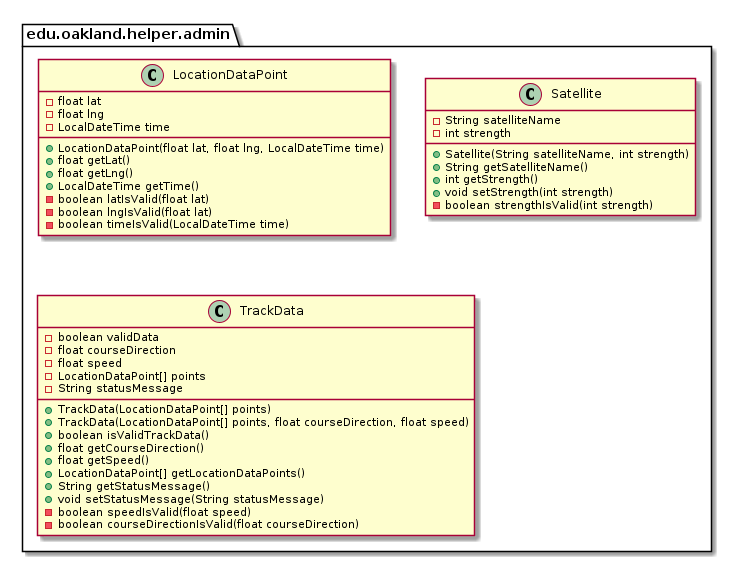 edu.oakland.helper.admin
C LocationDataPoint
float lat
float lng
LocalDateTime time
LocationDataPoint(float lat, float lng, LocalDateTime time)
float getLat()
float getLng()
LocalDateTime getTime()
boolean latIsValid(float lat)
boolean lngIsValid(float lat)
boolean timeIsValid(LocalDateTime time)
C Satellite
String satelliteName
int strength
Satellite(String satelliteName, int strength)
String getSatelliteName()
int getStrength()
void setStrength(int strength)
boolean strengthIsValid(int strength)
C TrackData
boolean validData
float courseDirection
float speed
LocationDataPoint[] points
String statusMessage
TrackData(LocationDataPoint[] points)
TrackData(LocationDataPoint[] points, float courseDirection, float speed)
boolean isValidTrackData()
float getCourseDirection()
float getSpeed()
LocationDataPoint[] getLocationDataPoints()
String getStatusMessage()
void setStatusMessage(String statusMessage)
boolean speedIsValid(float speed)
boolean courseDirectionIsValid(float courseDirection)